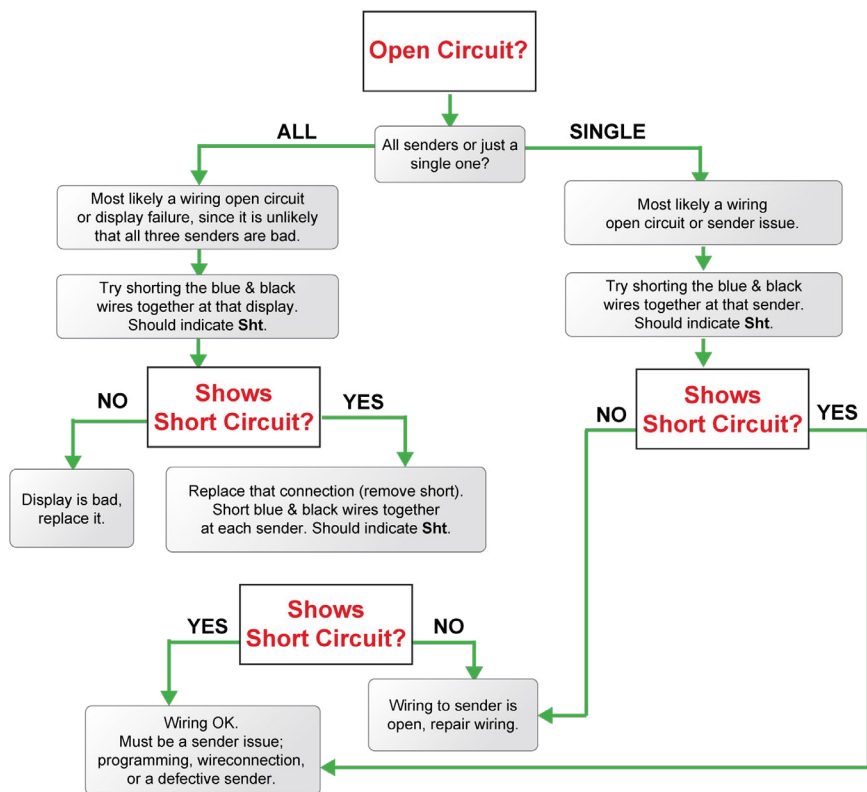 Open Circuit?
ALL
All senders or just a
single one?
SINGLE
Most likely a wiring open circuit
or display failure, since it is unlikely
that all three senders are bad.
Most likely a wiring
open circuit or sender issue.
Try shorting the blue & black
wires together at that display.
Should indicate Sht.
Try shorting the blue & black
wires together at that sender.
Should indicate Sht.
NO
Shows
Short Circuit?
YES
NO
Shows
Short Circuit?
YES
Display is bad,
replace it.
Replace that connection (remove short).
Short blue & black wires together
at each sender. Should indicate Sht.
YES
Shows
Short Circuit?
NO
Wiring to sender is
open, repair wiring.
Wiring OK.
Must be a sender issue;
programming, wireconnection,
or a defective sender.